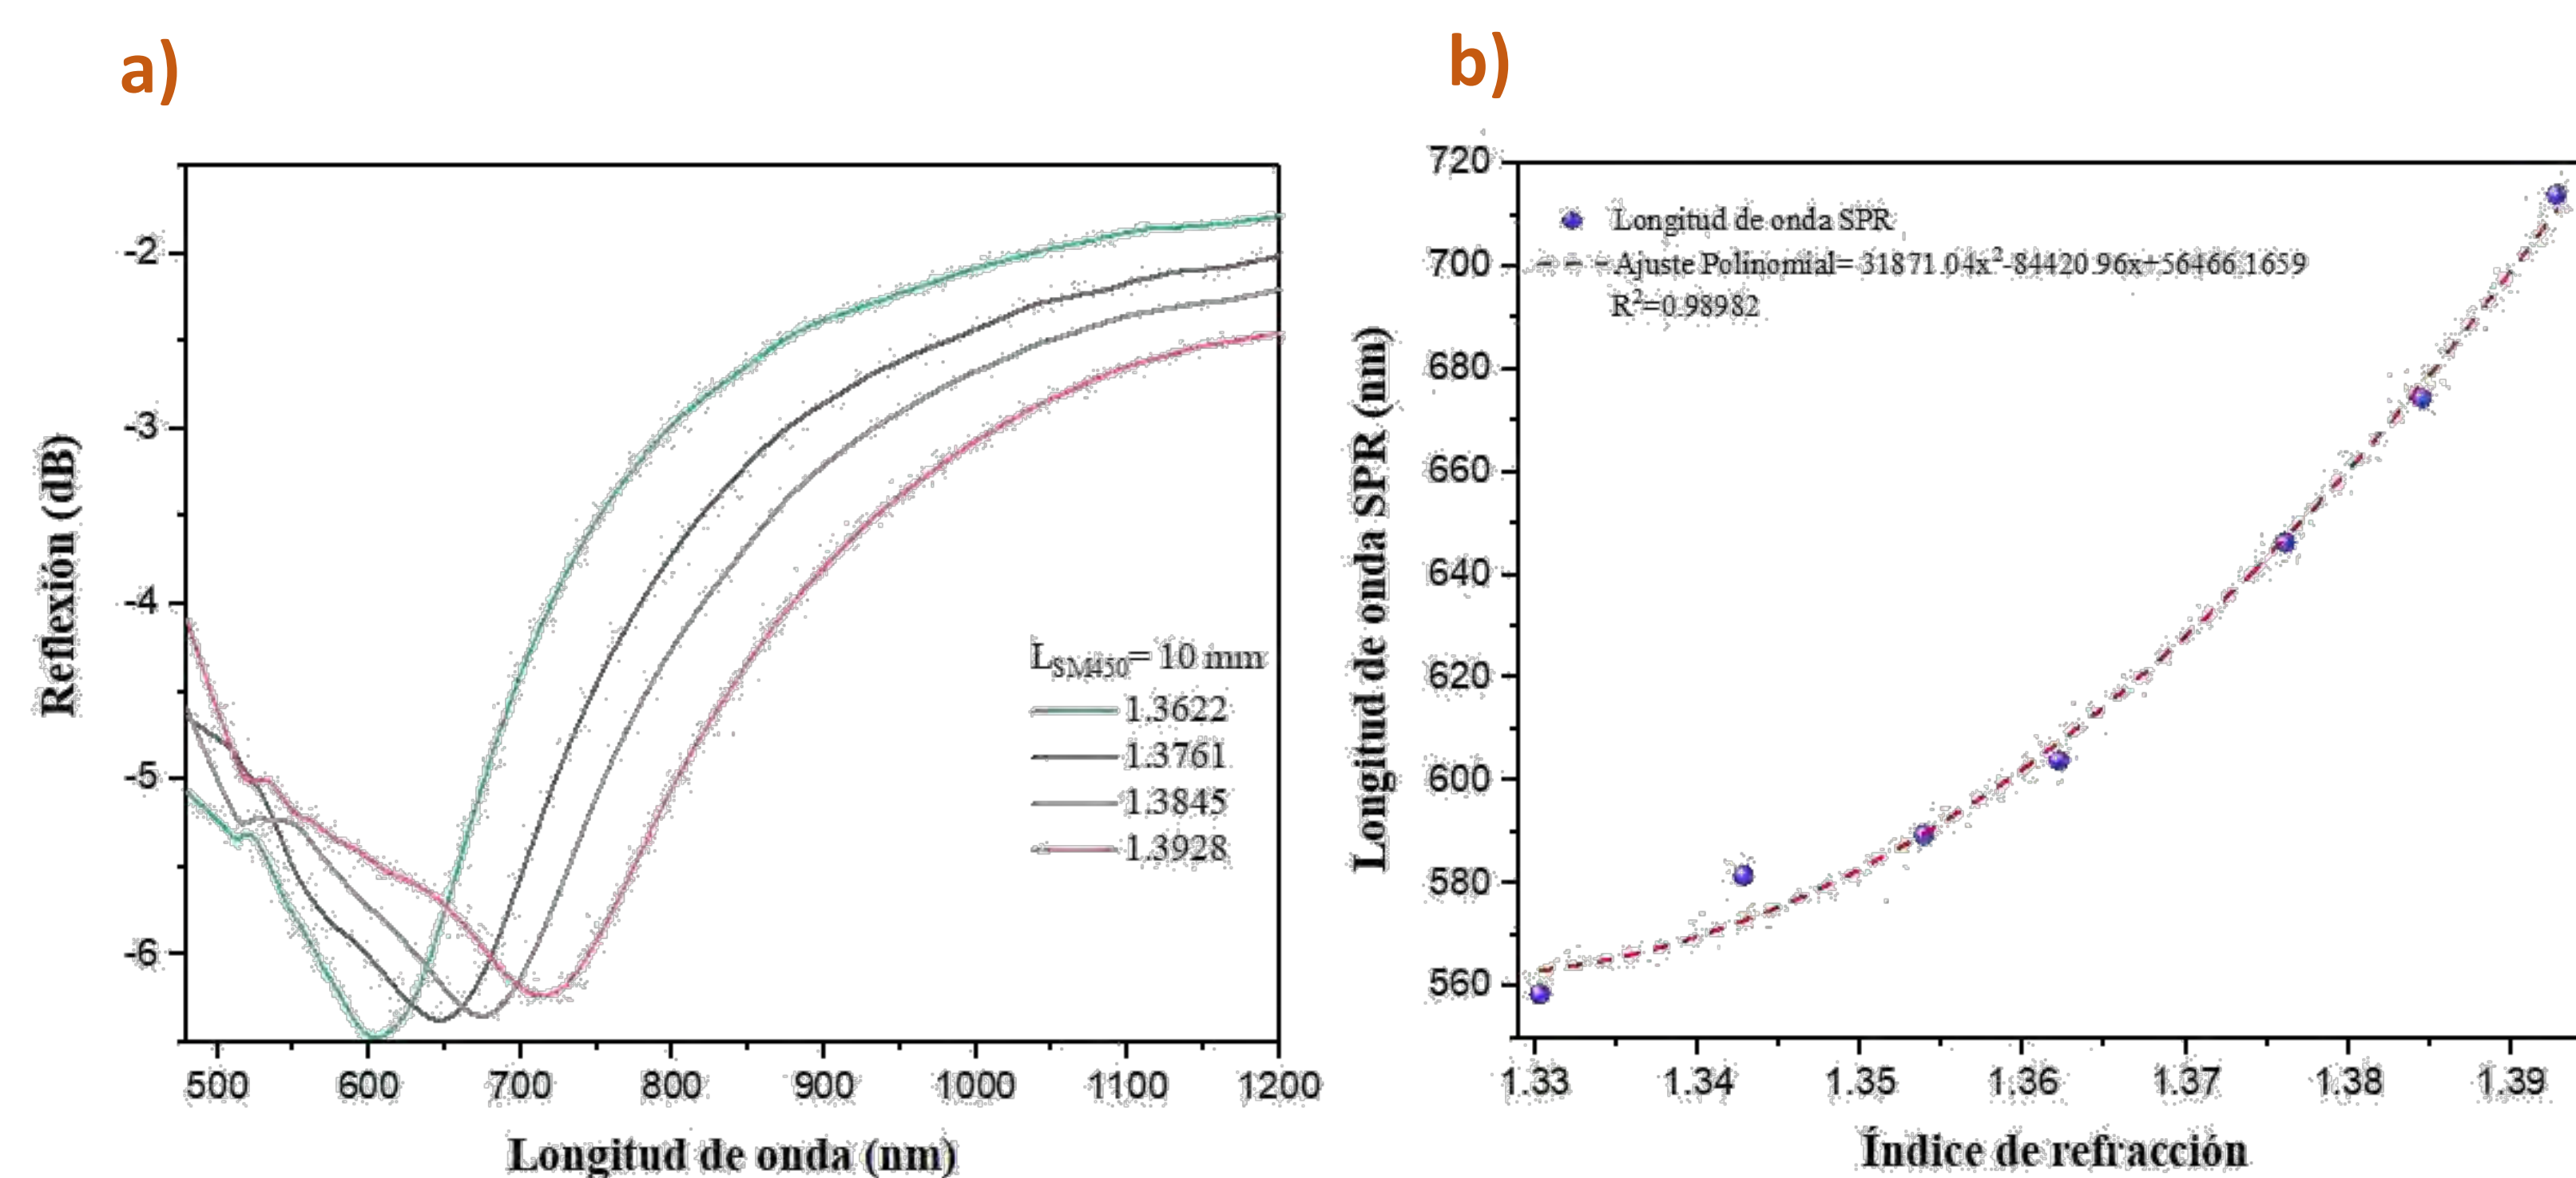 a)
Reflexión (dB)
-2
-3
-4
-5
-6
L_SM450= 10 mm
1.3622
1.3761
1.3845
1.3928
500 600 700 800 900 1000 1100 1200
Longitud de onda (nm)
b)
Longitud de onda SPR (nm)
720
700
680
660
640
620
600
580
560
Longitud de onda SPR
Ajuste Polinomial= 31871.04x²-84420.96x+56466.1659
R²=0.98982
1.33 1.34 1.35 1.36 1.37 1.38 1.39
Índice de refracción